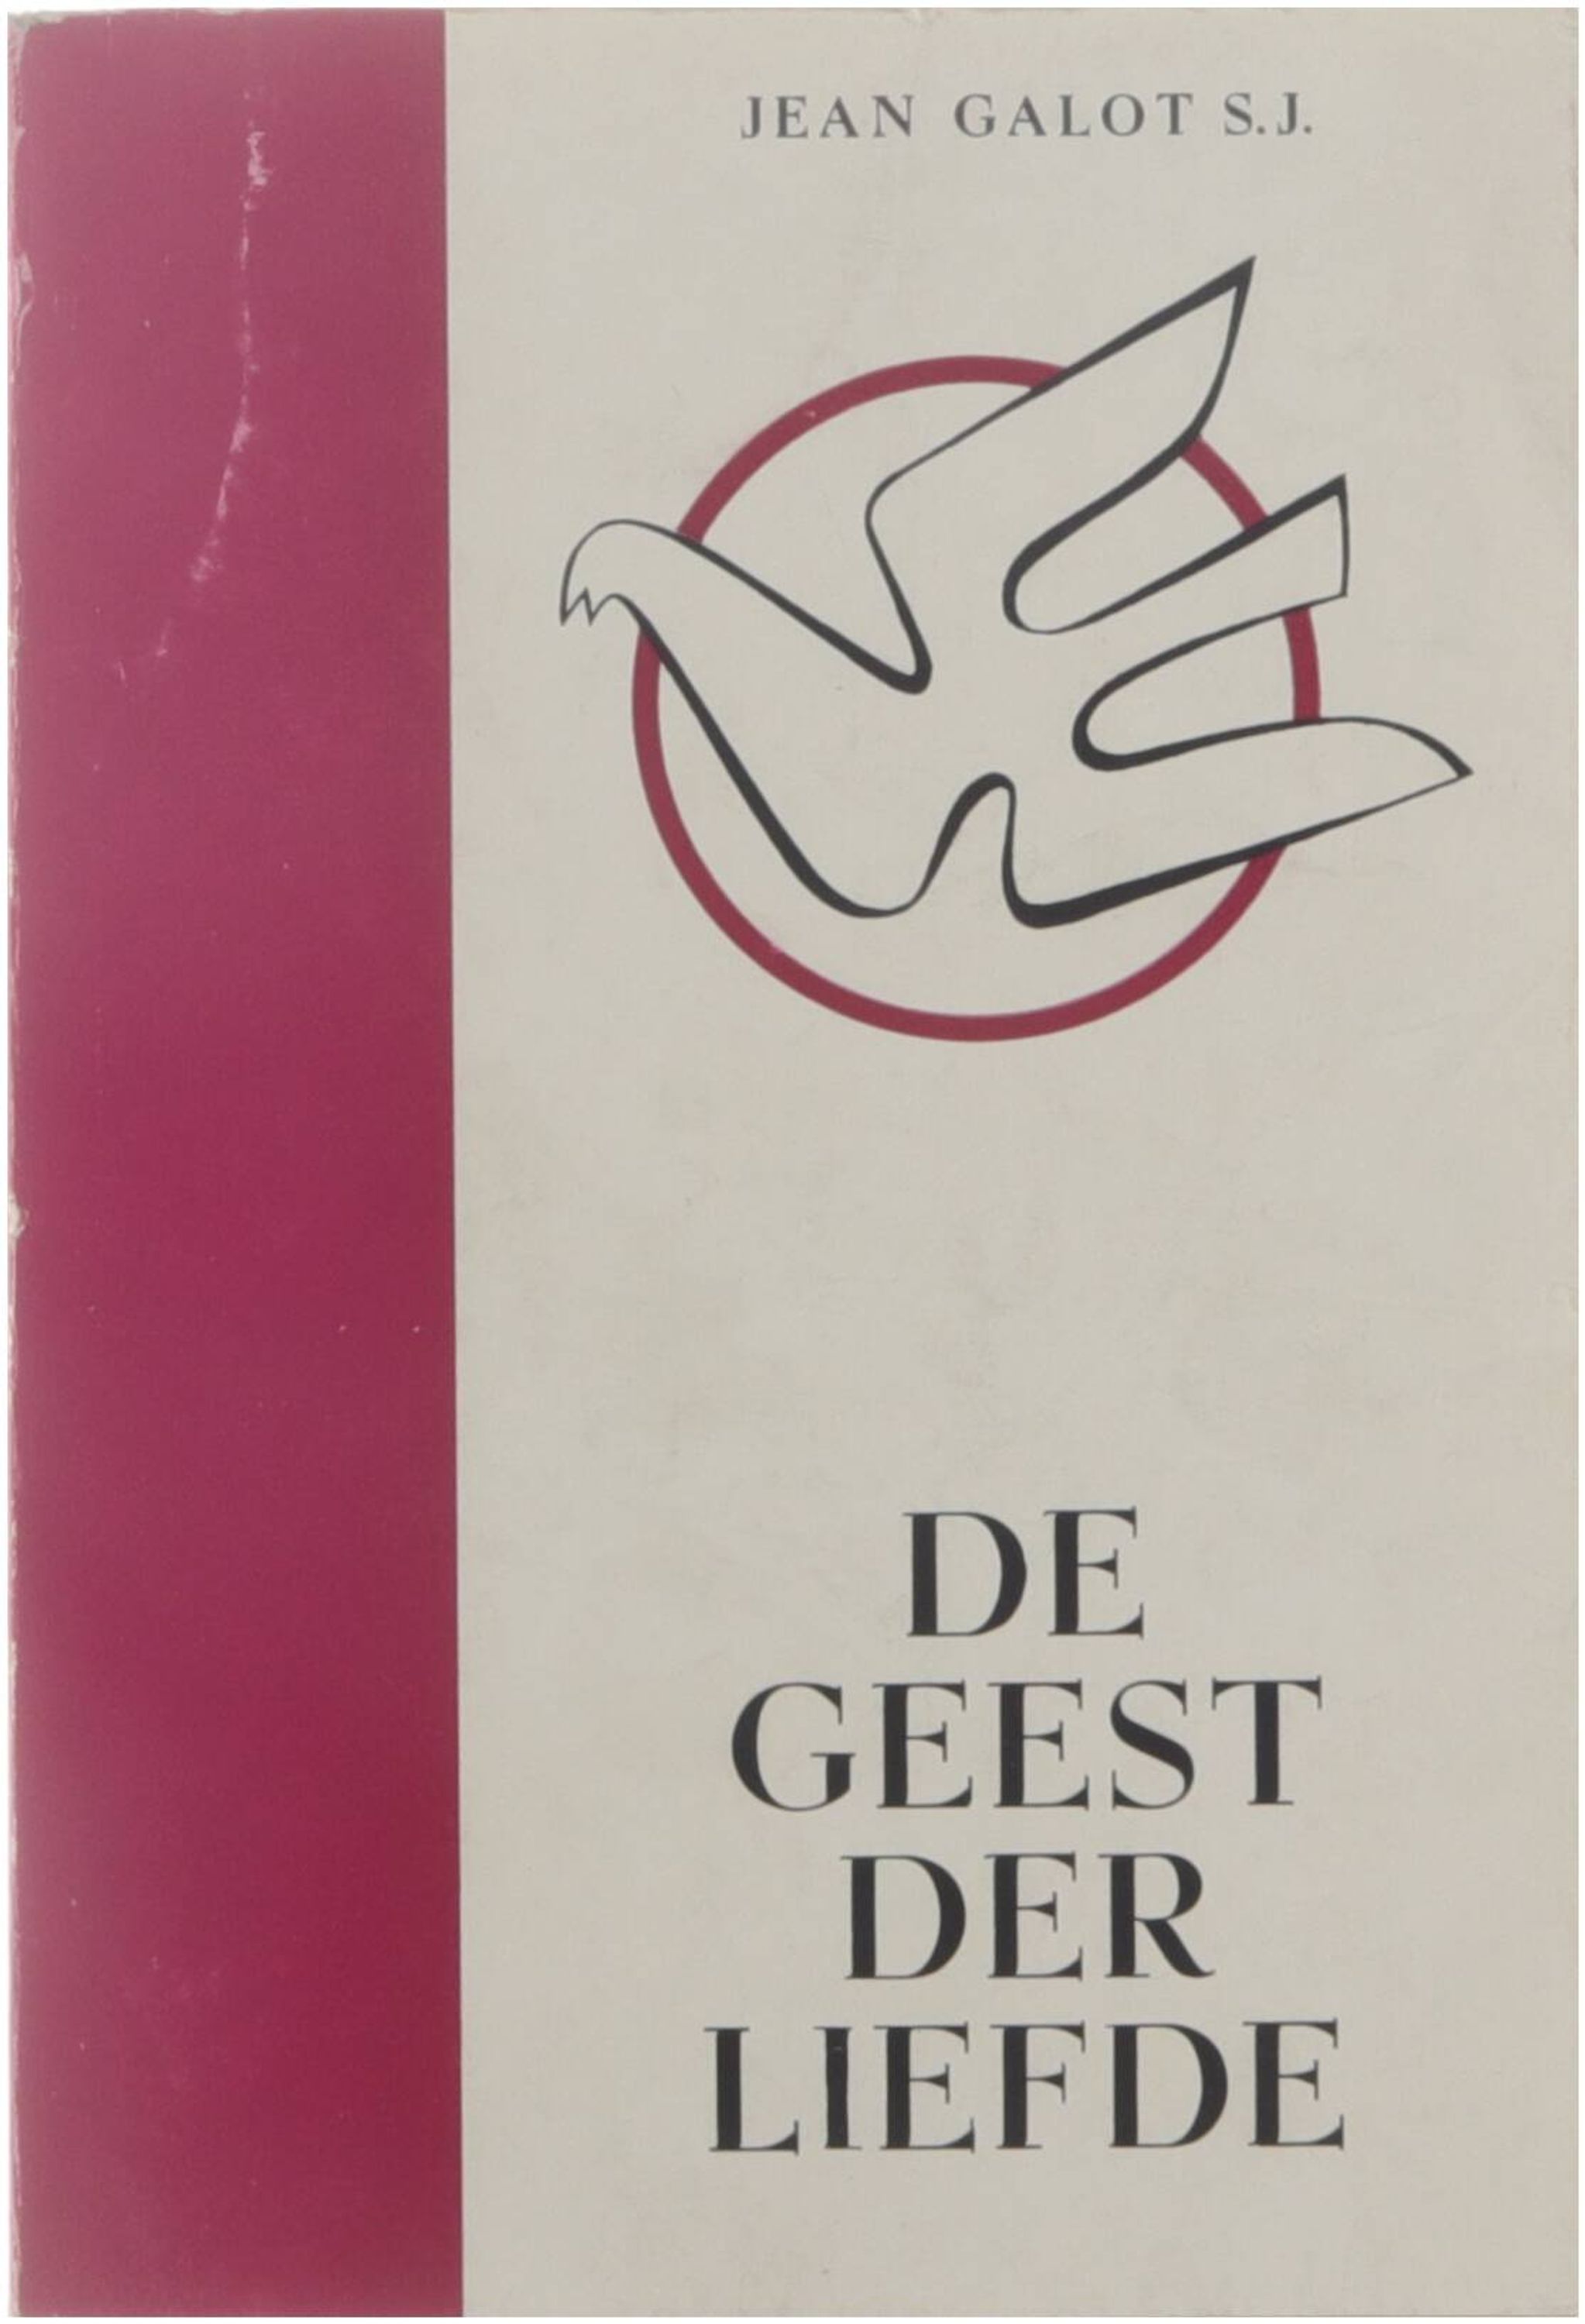 JEAN GALOT S.J.
DE
GEEST
DER
LIEFDE